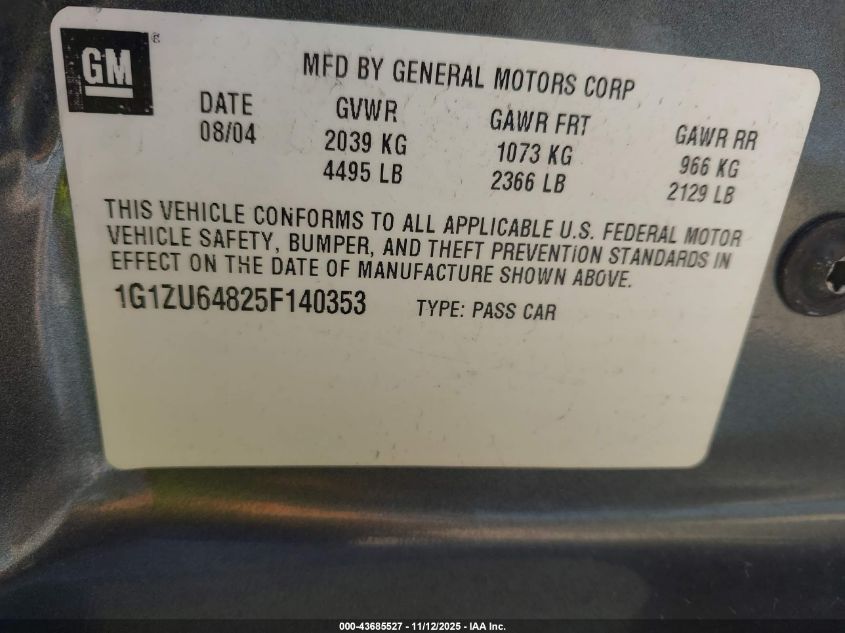 GM
MFD BY GENERAL MOTORS CORP
DATE GVWR GAWR FRT GAWR RR
08/04 2039 KG 1073 KG 966 KG
4495 LB 2366 LB 2129 LB
THIS VEHICLE CONFORMS TO ALL APPLICABLE U.S. FEDERAL MOTOR
VEHICLE SAFETY, BUMPER, AND THEFT PREVENTION STANDARDS IN
EFFECT ON THE DATE OF MANUFACTURE SHOWN ABOVE.
1G1ZU64825F140353 TYPE: PASS CAR
000-43685527 - 11/12/2025 - IAA Inc.